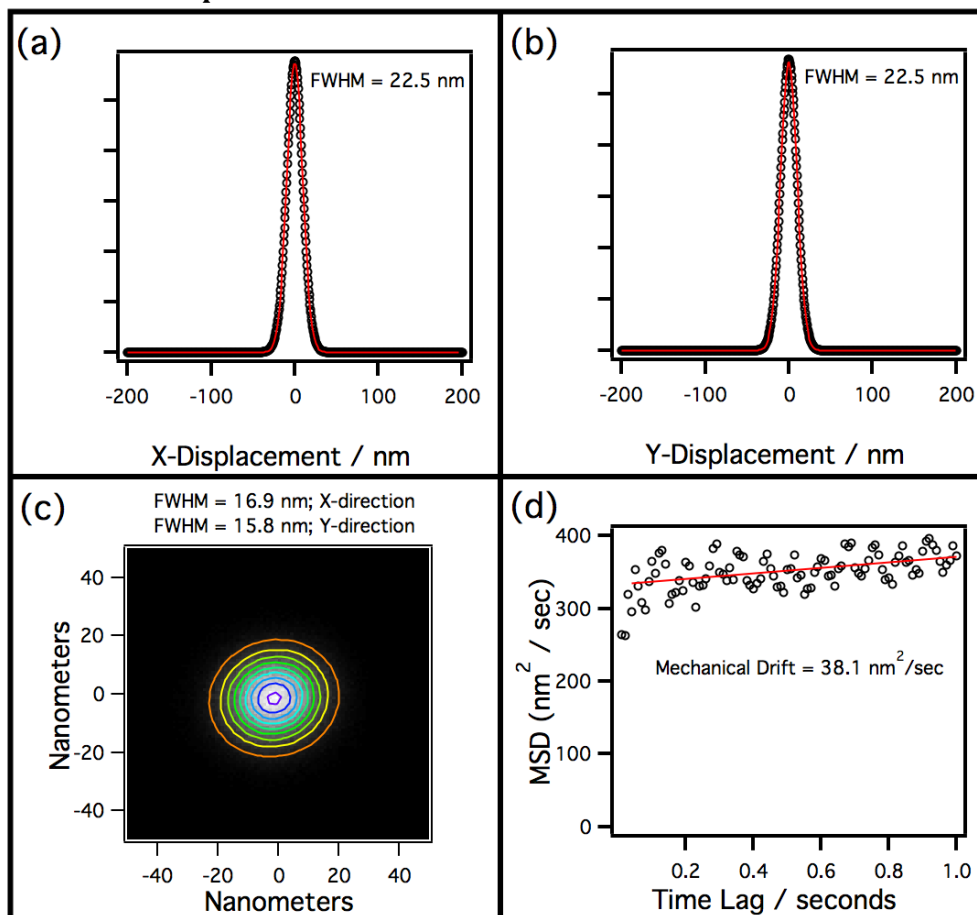 (a)
FWHM = 22.5 nm
-200 -100 0 100 200
X-Displacement / nm
(b)
FWHM = 22.5 nm
-200 -100 0 100 200
Y-Displacement / nm
(c)
FWHM = 16.9 nm; X-direction
FWHM = 15.8 nm; Y-direction
Nanometers
40
20
0
-20
-40
-40 -20 0 20 40
Nanometers
(d)
MSD (nm² / sec)
400
300
200
100
0
Mechanical Drift = 38.1 nm²/sec
0.2 0.4 0.6 0.8 1.0
Time Lag / seconds